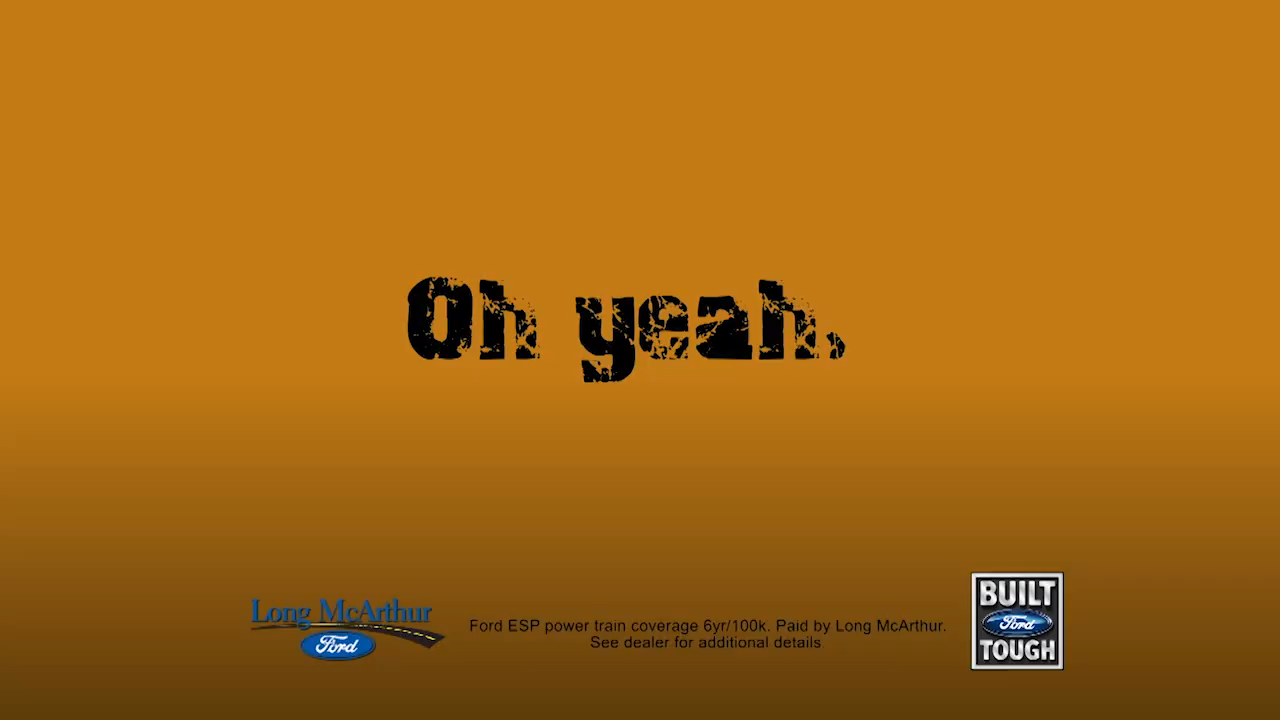 Oh yeah.
Long McArthur
Ford
Ford ESP power train coverage 6yr/100k. Paid by Long McArthur.
See dealer for additional details
BUILT
Ford
TOUGH